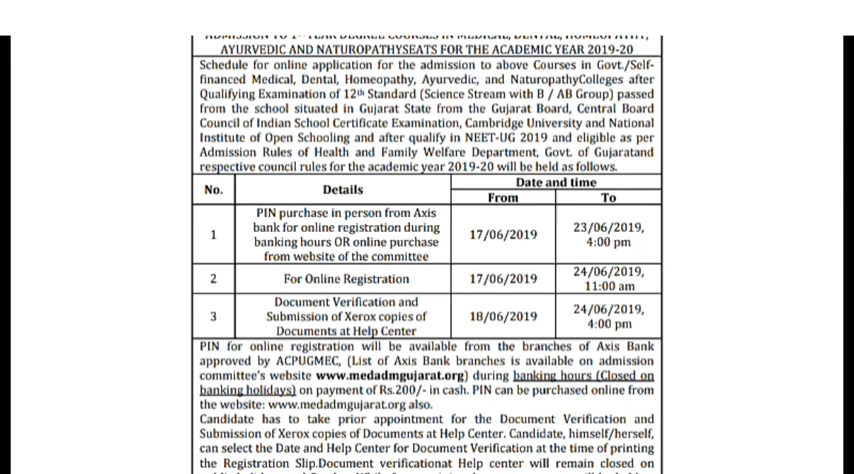 ADMISSION TO 1ST YEAR DEGREE COURSES IN MEDICAL, DENTAL, HOMEOPATHY,
AYURVEDIC AND NATUROPATHYSEATS FOR THE ACADEMIC YEAR 2019-20
Schedule for online application for the admission to above Courses in Govt./Self-
financed Medical, Dental, Homeopathy, Ayurvedic, and NaturopathyColleges after
Qualifying Examination of 12th Standard (Science Stream with B / AB Group) passed
from the school situated in Gujarat State from the Gujarat Board, Central Board
Council of Indian School Certificate Examination, Cambridge University and National
Institute of Open Schooling and after qualify in NEET-UG 2019 and eligible as per
Admission Rules of Health and Family Welfare Department, Govt. of Gujaratand
respective council rules for the academic year 2019-20 will be held as follows.
No. Details Date and time
From To
1 PIN purchase in person from Axis
bank for online registration during
banking hours OR online purchase
from website of the committee
17/06/2019 23/06/2019,
4:00 pm
2 For Online Registration 17/06/2019 24/06/2019,
11:00 am
3 Document Verification and
Submission of Xerox copies of
Documents at Help Center
18/06/2019 24/06/2019,
4:00 pm
PIN for online registration will be available from the branches of Axis Bank
approved by ACPUGMEC, (List of Axis Bank branches is available on admission
committee's website www.medadmgujarat.org) during banking hours (Closed on
banking holidays) on payment of Rs.200/- in cash. PIN can be purchased online from
the website: www.medadmgujarat.org also.
Candidate has to take prior appointment for the Document Verification and
Submission of Xerox copies of Documents at Help Center. Candidate, himself/herself,
can select the Date and Help Center for Document Verification at the time of printing
the Registration Slip.Document verificationat Help center will remain closed on